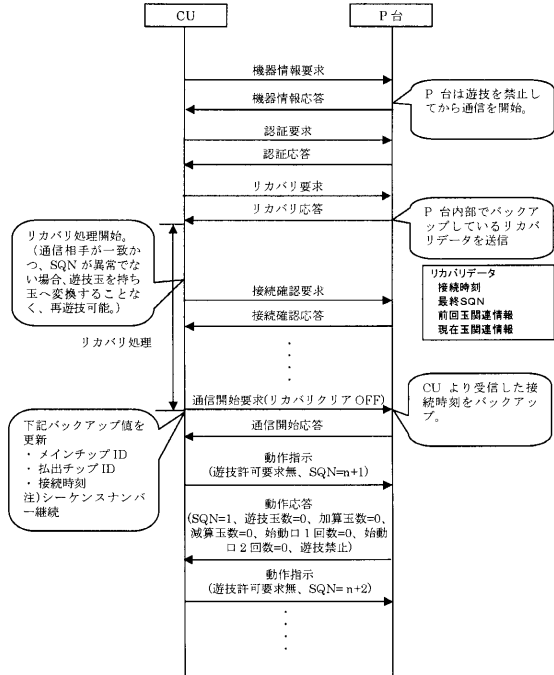 CU
P台
機器情報要求
P 台は遊技を禁止し
てから通信を開始。
機器情報応答
認証要求
認証応答
リカバリ要求
リカバリ応答
P 台内部でバックア
ップしているリカバ
リデータを送信
リカバリ処理開始。
(通信相手が一致か
つ、SQN が異常でな
い場合、遊技玉を持ち
玉へ変換することな
く、再遊技可能。)
リカバリデータ
接続時刻
最終SQN
前回玉関連情報
現在玉関連情報
接続確認要求
接続確認応答
リカバリ処理
通信開始要求(リカバリクリア OFF)
CU より受信した接
続時刻をバックアッ
プ。
下記バックアップ値を
更新
・ メインチップ ID
・ 払出チップ ID
・ 接続時刻
注)シーケンスナンバ
ー継続
通信開始応答
動作指示
(遊技許可要求無、SQN=n+1)
動作応答
(SQN=1、遊技玉数=0、加算玉数=0、
減算玉数=0、始動口 1 回数=0、始動
口 2 回数=0、遊技禁止)
動作指示
(遊技許可要求無、SQN= n+2)